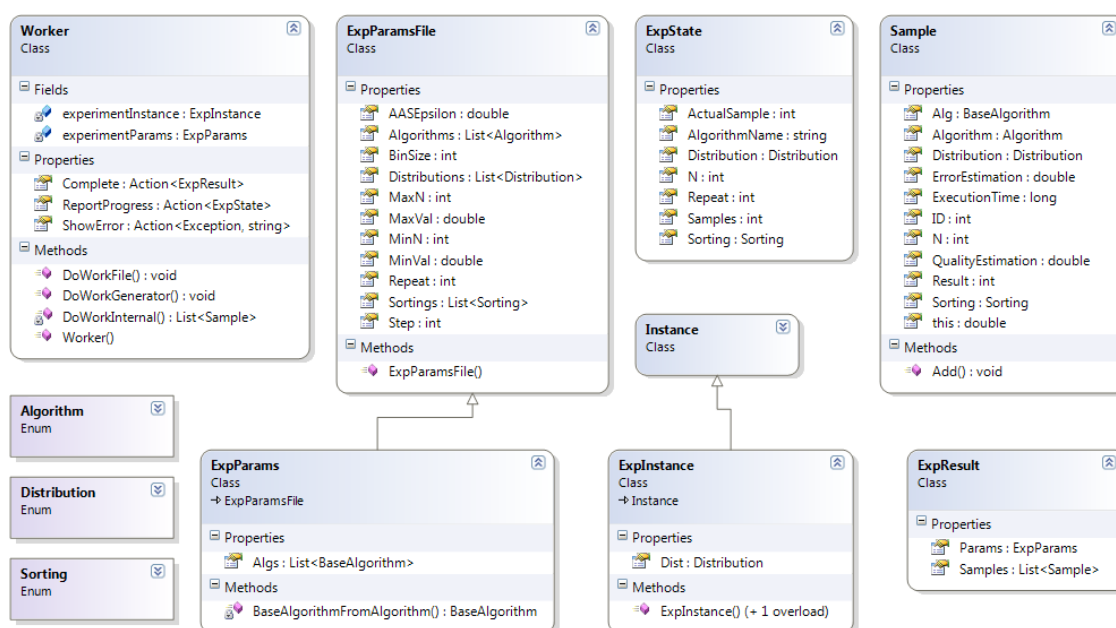 Worker
Class
Fields
experimentInstance : ExpInstance
experimentParams : ExpParams
Properties
Complete : Action<ExpResult>
ReportProgress : Action<ExpState>
ShowError : Action<Exception, string>
Methods
DoWorkFile() : void
DoWorkGenerator() : void
DoWorkInternal() : List<Sample>
Worker()
ExpParamsFile
Class
Properties
AASEpsilon : double
Algorithms : List<Algorithm>
BinSize : int
Distributions : List<Distribution>
MaxN : int
MaxVal : double
MinN : int
MinVal : double
Repeat : int
Sortings : List<Sorting>
Step : int
Methods
ExpParamsFile()
ExpState
Class
Properties
ActualSample : int
AlgorithmName : string
Distribution : Distribution
N : int
Repeat : int
Samples : int
Sorting : Sorting
Instance
Class
Sample
Class
Properties
Alg : BaseAlgorithm
Algorithm : Algorithm
Distribution : Distribution
ErrorEstimation : double
ExecutionTime : long
ID : int
N : int
QualityEstimation : double
Result : int
Sorting : Sorting
this : double
Methods
Add() : void
Algorithm
Enum
Distribution
Enum
Sorting
Enum
ExpParams
Class
ExpParamsFile
Properties
Algs : List<BaseAlgorithm>
Methods
BaseAlgorithmFromAlgorithm() : BaseAlgorithm
ExpInstance
Class
Instance
Properties
Dist : Distribution
Methods
ExpInstance() (+ 1 overload)
ExpResult
Class
Properties
Params : ExpParams
Samples : List<Sample>